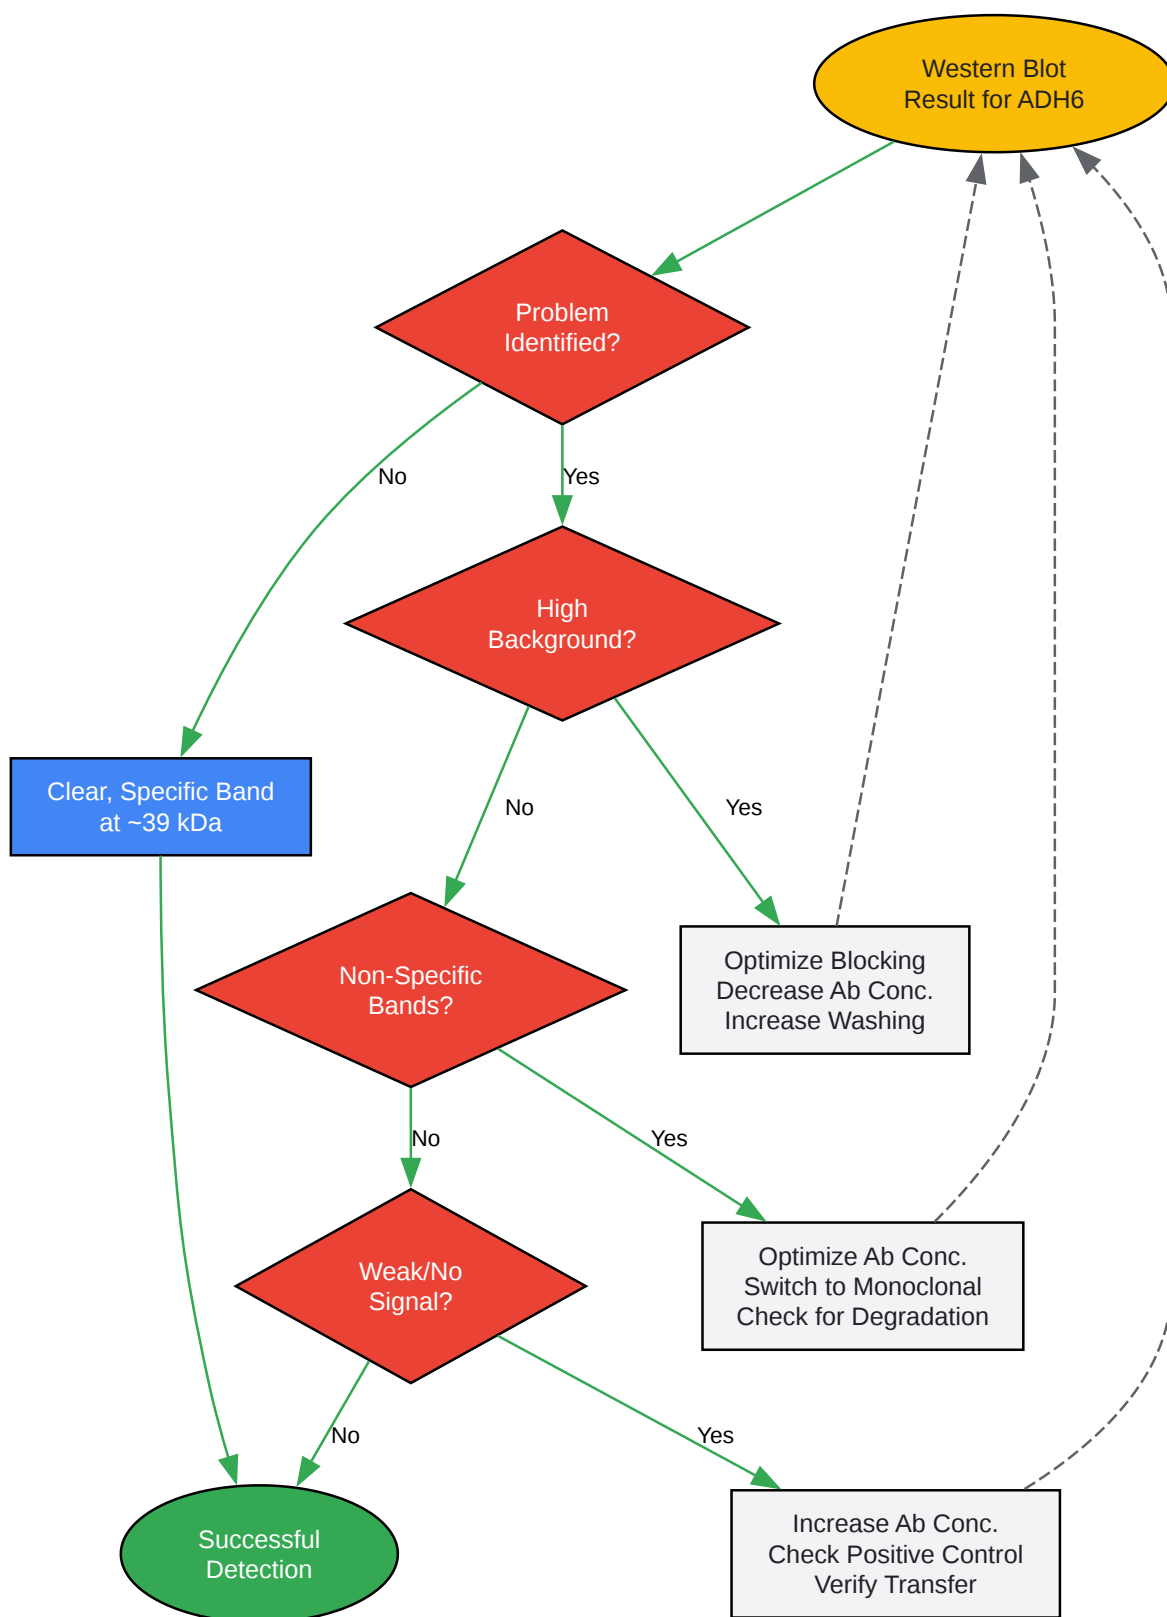 Western Blot
Result for ADH6
Problem
Identified?
No
Yes
High
Background?
Clear, Specific Band
at ~39 kDa
No
Yes
Non-Specific
Bands?
Optimize Blocking
Decrease Ab Conc.
Increase Washing
No
Yes
Weak/No
Signal?
Optimize Ab Conc.
Switch to Monoclonal
Check for Degradation
No
Yes
Successful
Detection
Increase Ab Conc.
Check Positive Control
Verify Transfer